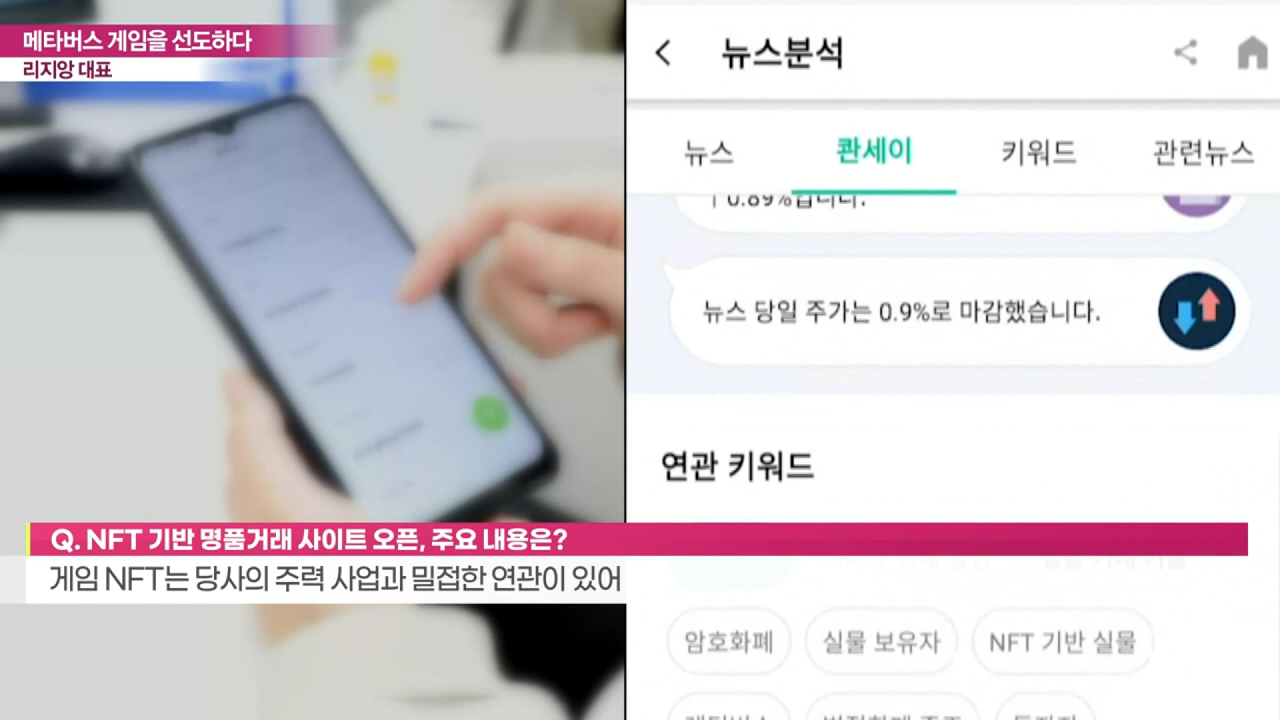 메타버스 게임을 선도하다
리지앙 대표
뉴스분석
뉴스 콴세이 키워드 관련뉴스
0.89%입니다.
뉴스 당일 주가는 0.9%로 마감했습니다.
연관 키워드
Q. NFT 기반 명품거래 사이트 오픈, 주요 내용은?
게임 NFT는 당사의 주력 사업과 밀접한 연관이 있어
암호화폐 실물 보유자 NFT 기반 실물